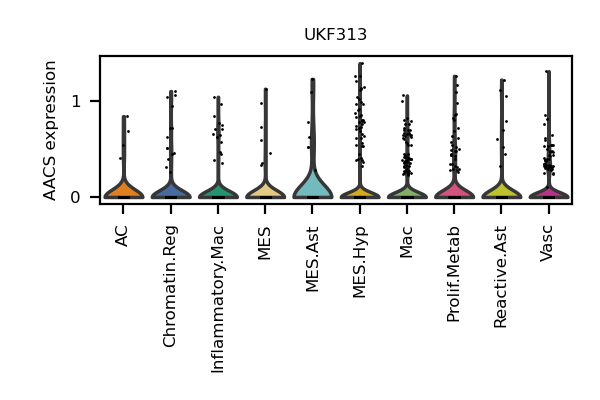 UKF313
AACS expression
1
0
AC
Chromatin.Reg
Inflammatory.Mac
MES
MES.Ast
MES.Hyp
Mac
Prolif.Metab
Reactive.Ast
Vasc